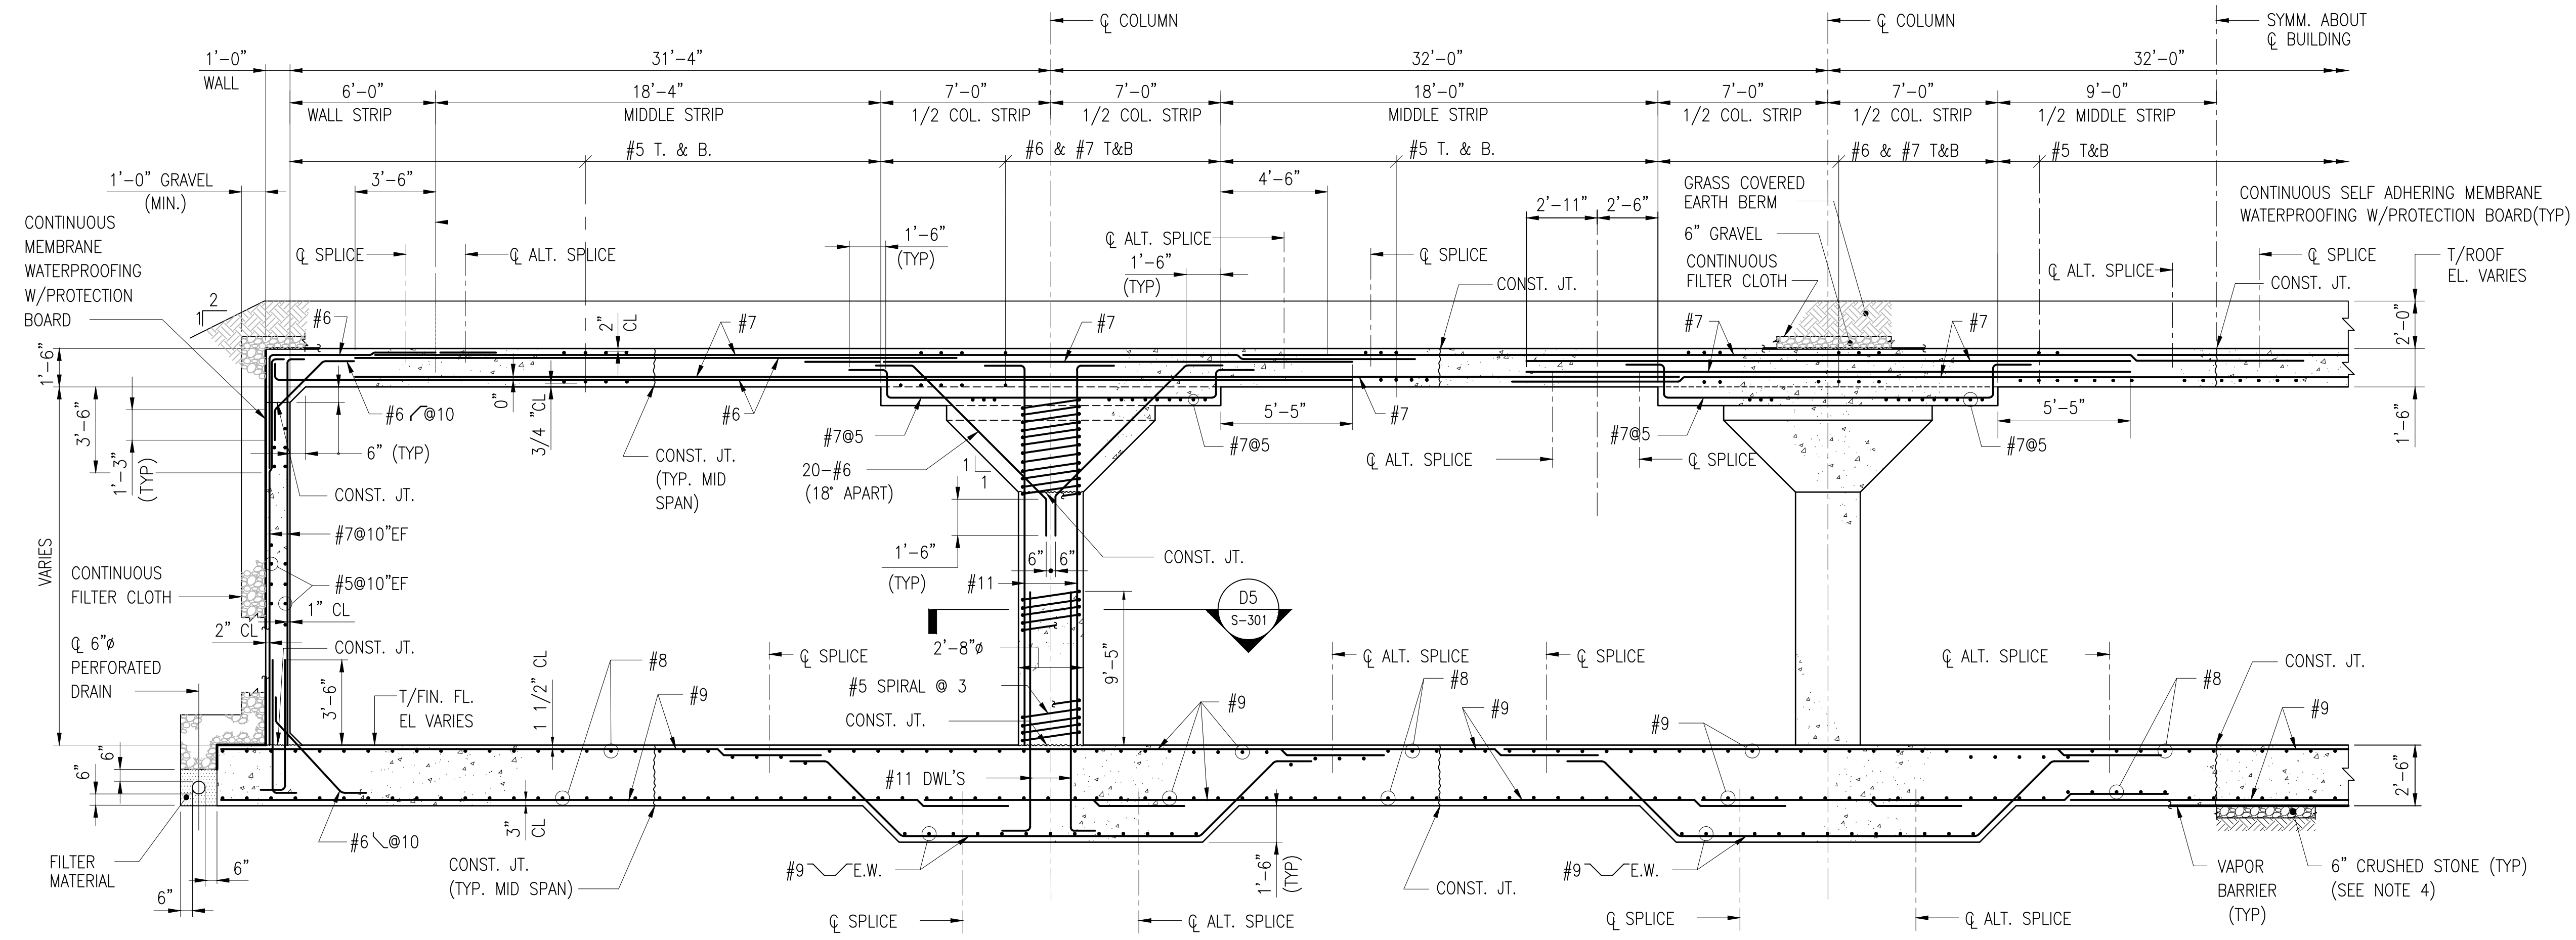 ℄ COLUMN
℄ COLUMN
SYMM. ABOUT
℄ BUILDING
1'-0"
WALL
31'-4"
32'-0"
32'-0"
6'-0"
WALL STRIP
18'-4"
MIDDLE STRIP
7'-0"
1/2 COL. STRIP
7'-0"
1/2 COL. STRIP
18'-0"
MIDDLE STRIP
7'-0"
1/2 COL. STRIP
7'-0"
1/2 COL. STRIP
9'-0"
1/2 MIDDLE STRIP
#5 T. & B.
#6 & #7 T&B
#5 T. & B.
#6 & #7 T&B
#5 T&B
1'-0" GRAVEL
(MIN.)
3'-6"
4'-6"
2'-11"
2'-6"
GRASS COVERED
EARTH BERM
6" GRAVEL
CONTINUOUS
FILTER CLOTH
CONTINUOUS SELF ADHERING MEMBRANE
WATERPROOFING W/PROTECTION BOARD(TYP)
CONTINUOUS
MEMBRANE
WATERPROOFING
W/PROTECTION
BOARD
℄ SPLICE
℄ ALT. SPLICE
1'-6"
(TYP)
℄ ALT. SPLICE
1'-6"
(TYP)
℄ SPLICE
CONST. JT.
℄ ALT. SPLICE
℄ SPLICE
CONST. JT.
T/ROOF
EL. VARIES
2
1
#6
2"
CL
#7
#7
#7
#7
2'-0"
1'-6"
1'-6"
3'-6"
1'-3"
(TYP)
#6 @10
6" (TYP)
0"
3/4 "CL
#6
CONST. JT.
(TYP. MID
SPAN)
#7@5
20-#6
(18° APART)
1
1
#7@5
5'-5"
#7
℄ ALT. SPLICE
℄ SPLICE
#7@5
#7@5
5'-5"
CONST. JT.
#7@10"EF
#5@10"EF
1" CL
2" CL
CONST. JT.
VARIES
CONTINUOUS
FILTER CLOTH
℄ 6"ø
PERFORATED
DRAIN
1'-6"
(TYP)
6"
6"
#11
CONST. JT.
D5
S-301
2'-8"ø
9'-5"
#5 SPIRAL @ 3
CONST. JT.
3'-6"
T/FIN. FL.
EL VARIES
#8
#9
1 1/2" CL
℄ SPLICE
℄ ALT. SPLICE
℄ SPLICE
℄ ALT. SPLICE
#9
#8
#9
#9
#8
#9
CONST. JT.
6"
6"
#11 DWL'S
2'-6"
3"
CL
#6 @10
FILTER
MATERIAL
6"
6"
CONST. JT.
(TYP. MID SPAN)
#9 E.W.
1'-6"
(TYP)
CONST. JT.
#9 E.W.
VAPOR
BARRIER
(TYP)
6" CRUSHED STONE (TYP)
(SEE NOTE 4)
℄ SPLICE
℄ ALT. SPLICE
℄ SPLICE
℄ ALT. SPLICE